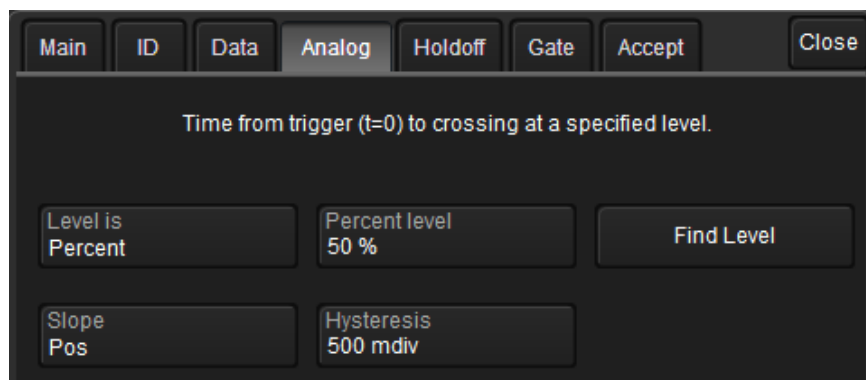 Main ID Data Analog Holdoff Gate Accept Close
Time from trigger (t=0) to crossing at a specified level.
Level is Percent level
Percent 50 % Find Level
Slope Hysteresis
Pos 500 mdiv